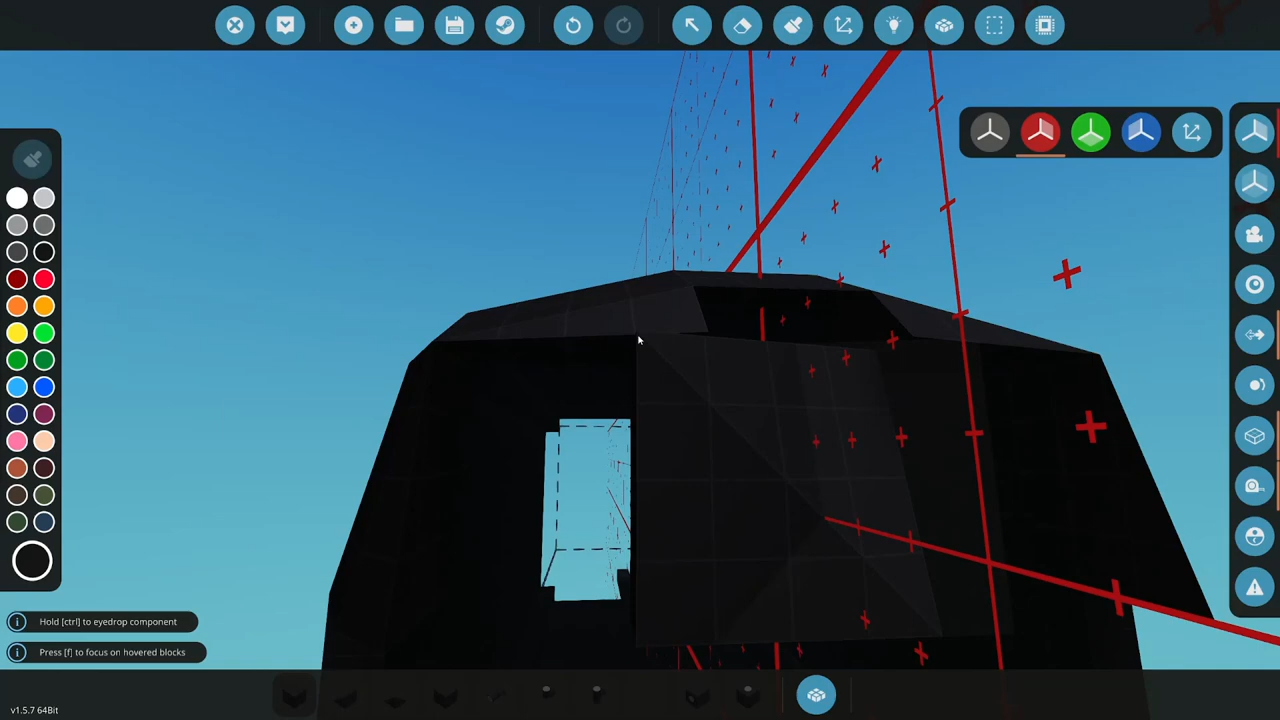 Hold [ctrl] to eyedrop component
Press [f] to focus on hovered blocks
v1.5.7 64Bit